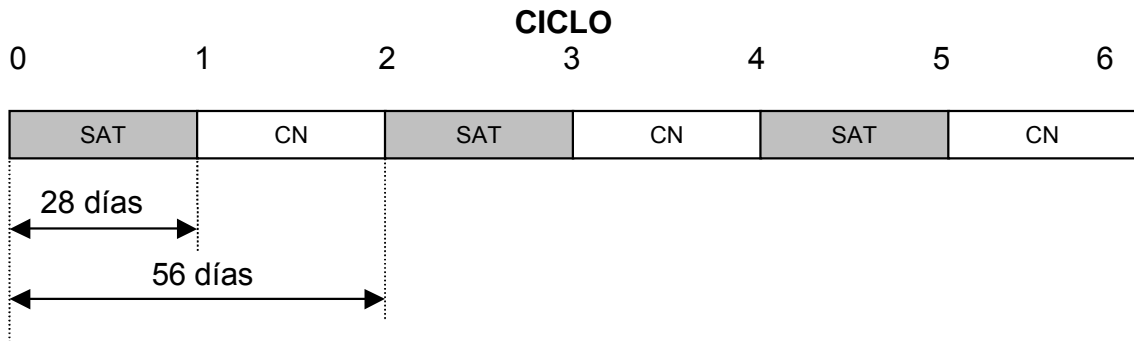 CICLO
0 1 2 3 4 5 6
SAT CN SAT CN SAT CN
28 días
56 días